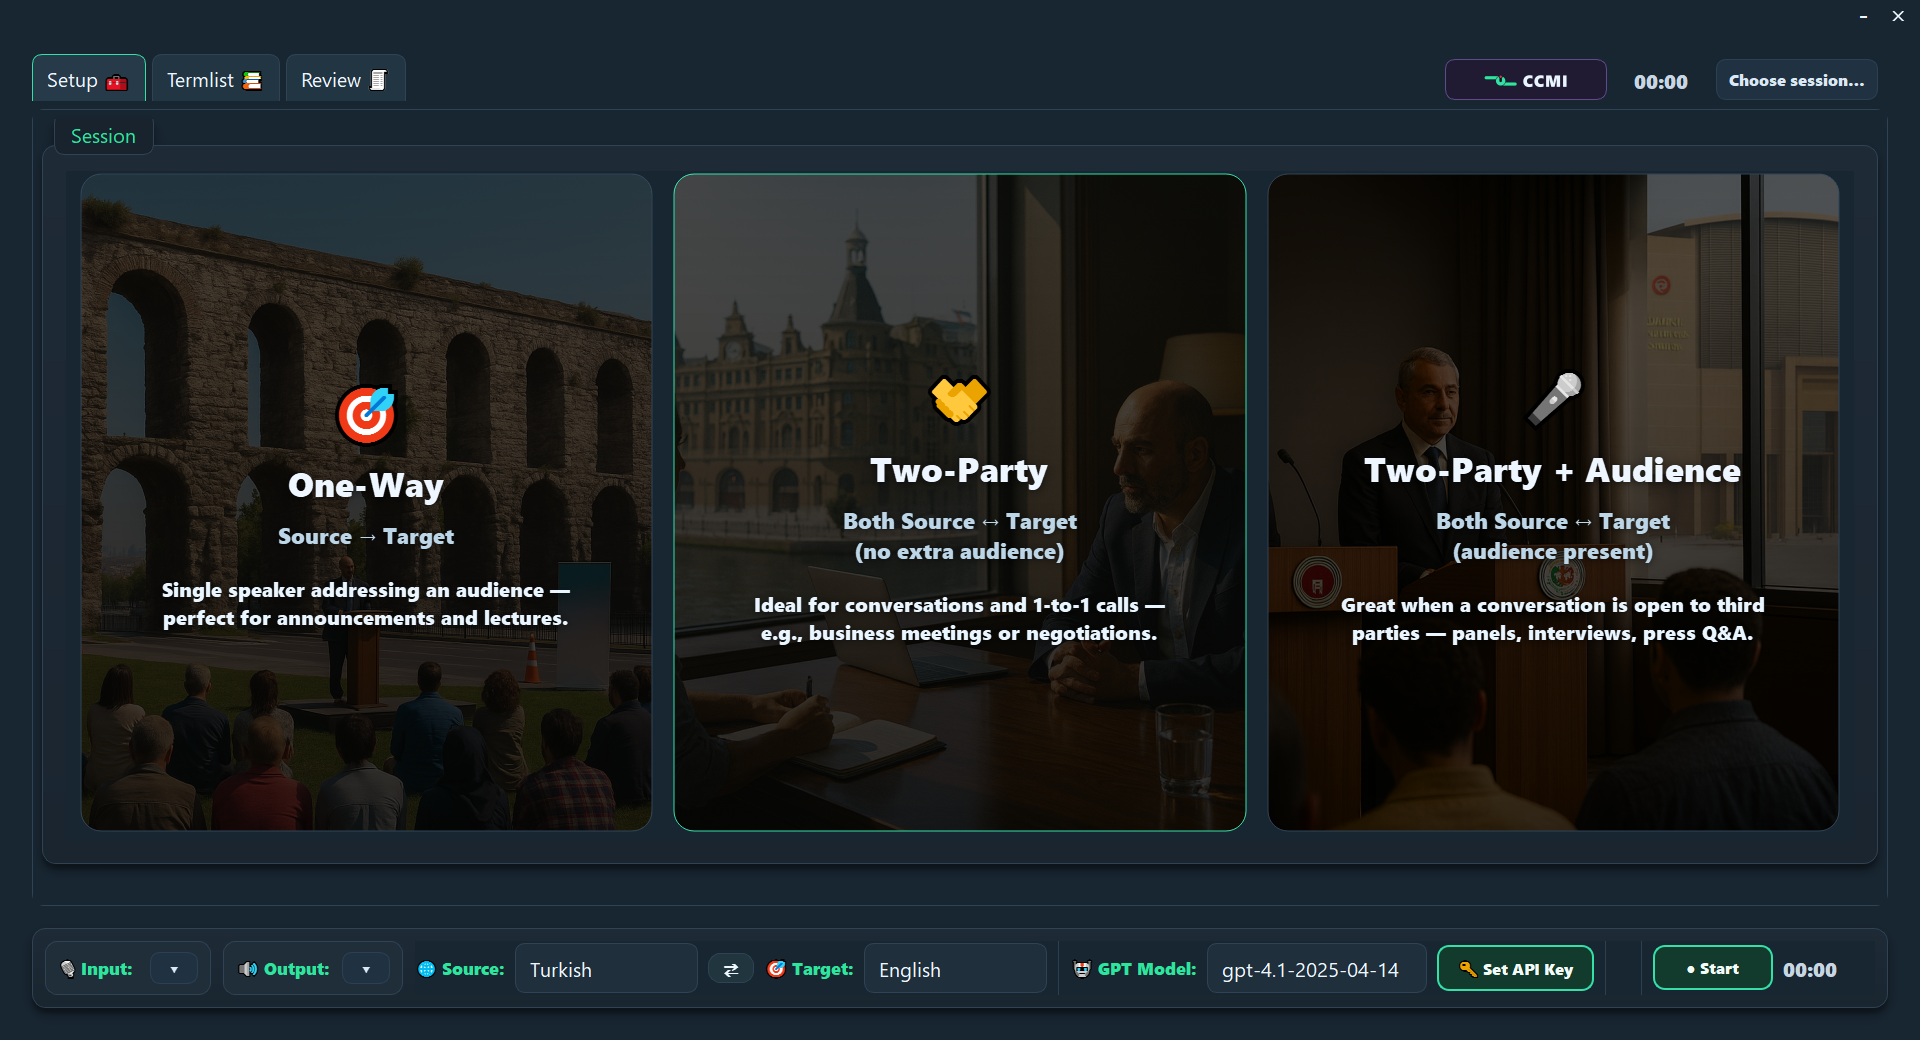 Setup
Termlist
Review
CCMI
00:00
Choose session...
Session
One-Way
Source → Target
Single speaker addressing an audience —
perfect for announcements and lectures.
Two-Party
Both Source ↔ Target
(no extra audience)
Ideal for conversations and 1-to-1 calls —
e.g., business meetings or negotiations.
Two-Party + Audience
Both Source ↔ Target
(audience present)
Great when a conversation is open to third
parties — panels, interviews, press Q&A.
Input:
Output:
Source:
Turkish
Target:
English
GPT Model:
gpt-4.1-2025-04-14
Set API Key
● Start
00:00